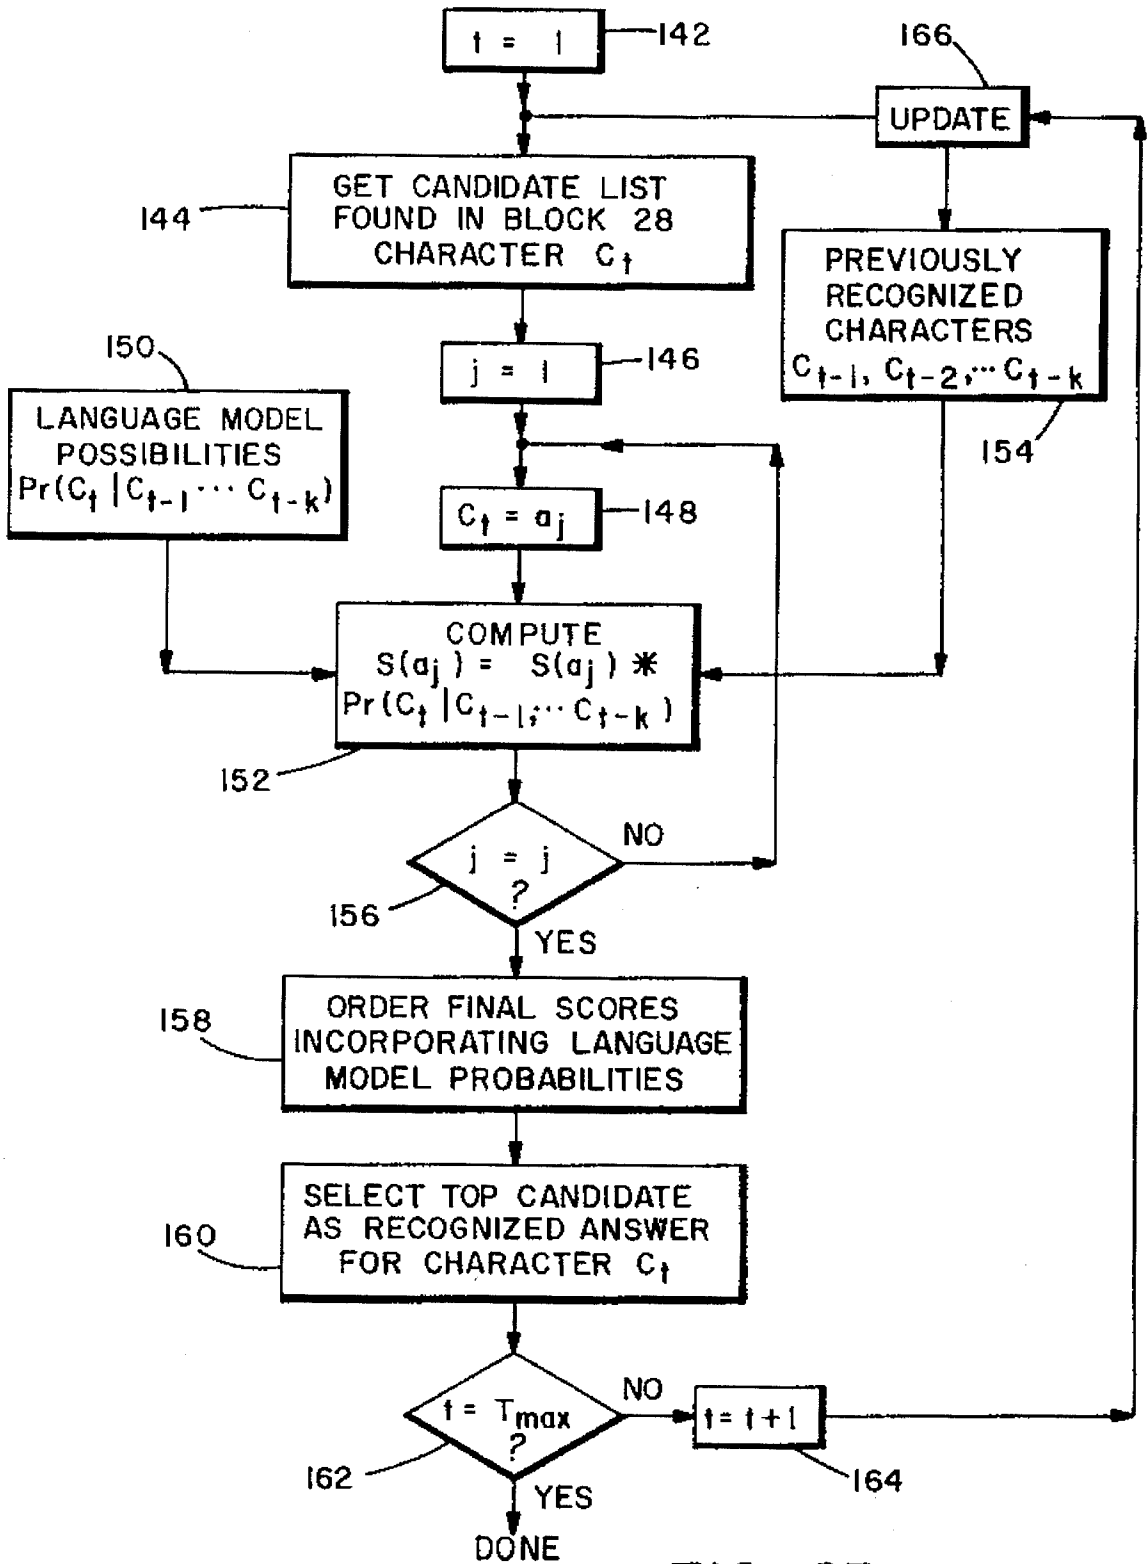 t = 1
142
166
UPDATE
GET CANDIDATE LIST
FOUND IN BLOCK 28
CHARACTER Ct
144
PREVIOUSLY
RECOGNIZED
CHARACTERS
Ct-1, Ct-2,... Ct-k
154
150
j = 1
146
LANGUAGE MODEL
POSSIBILITIES
Pr(Ct|Ct-1 ... Ct-k)
Ct = aj
148
COMPUTE
S(aj) = S(aj) *
Pr(Ct|Ct-1,... Ct-k)
152
j = j
?
NO
156
YES
ORDER FINAL SCORES
INCORPORATING LANGUAGE
MODEL PROBABILITIES
158
SELECT TOP CANDIDATE
AS RECOGNIZED ANSWER
FOR CHARACTER Ct
160
t = Tmax
?
NO
t = t + 1
162
164
YES
DONE